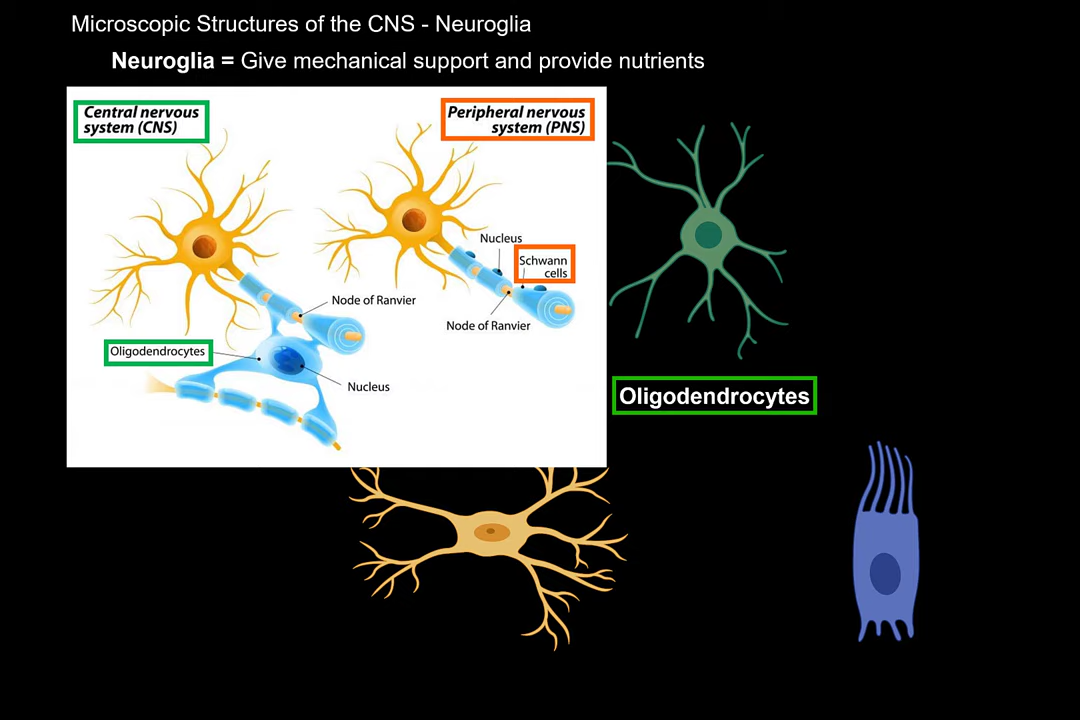 Microscopic Structures of the CNS - Neuroglia
Neuroglia = Give mechanical support and provide nutrients
Central nervous
system (CNS)
Peripheral nervous
system (PNS)
Nucleus
Schwann
cells
Node of Ranvier
Node of Ranvier
Oligodendrocytes
Nucleus
Oligodendrocytes